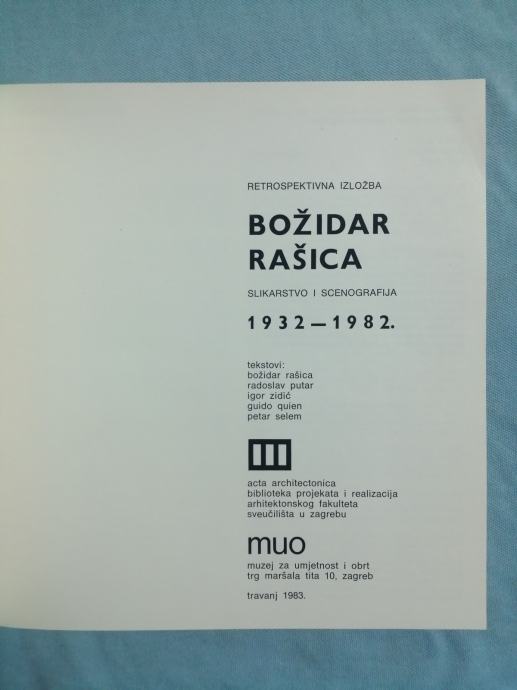 RETROSPEKTIVNA IZLOŽBA
BOŽIDAR
RAŠICA
SLIKARSTVO I SCENOGRAFIJA
1932—1982.
tekstovi:
božidar rašica
radoslav putar
igor zidić
guido quien
petar selem
acta architectonica
biblioteka projekata i realizacija
arhitektonskog fakulteta
sveučilišta u zagrebu
muo
muzej za umjetnost i obrt
trg maršala tita 10, zagreb
travanj 1983.